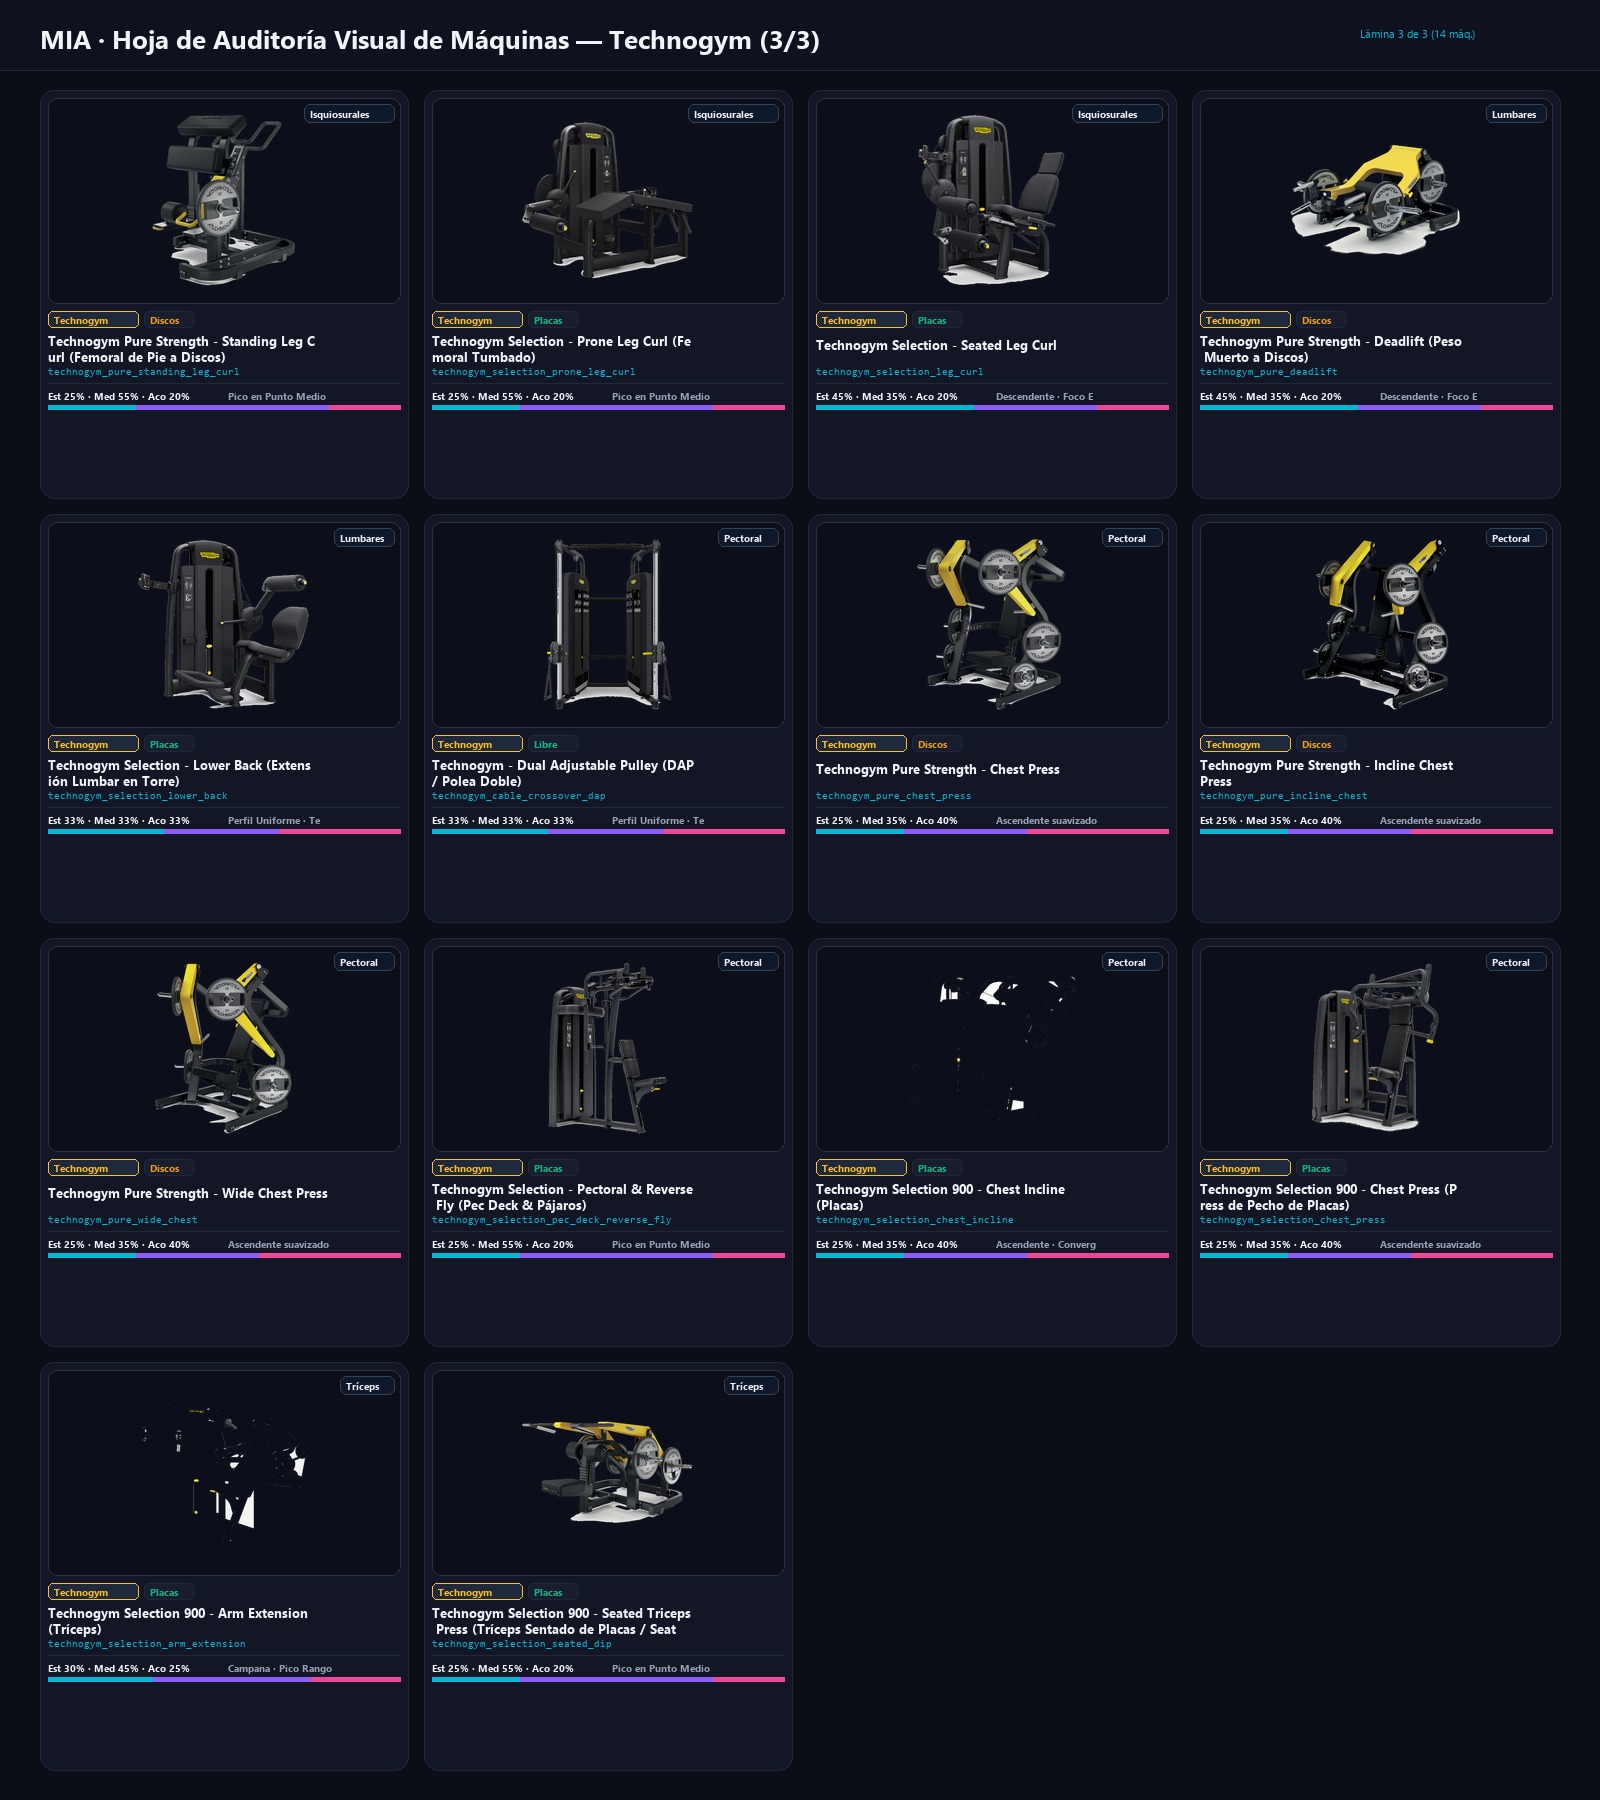 MIA · Hoja de Auditoría Visual de Máquinas — Technogym (3/3)
Lámina 3 de 3 (14 máq.)
Isquiosurales
Technogym
Discos
Technogym Pure Strength - Standing Leg C
url (Femoral de Pie a Discos)
technogym_pure_standing_leg_curl
Est 25% · Med 55% · Aco 20%
Pico en Punto Medio
Isquiosurales
Technogym
Placas
Technogym Selection - Prone Leg Curl (Fe
moral Tumbado)
technogym_selection_prone_leg_curl
Est 25% · Med 55% · Aco 20%
Pico en Punto Medio
Isquiosurales
Technogym
Placas
Technogym Selection - Seated Leg Curl
technogym_selection_leg_curl
Est 45% · Med 35% · Aco 20%
Descendente · Foco E
Lumbares
Technogym
Discos
Technogym Pure Strength - Deadlift (Peso
Muerto a Discos)
technogym_pure_deadlift
Est 45% · Med 35% · Aco 20%
Descendente · Foco E
Lumbares
Technogym
Placas
Technogym Selection - Lower Back (Extens
ión Lumbar en Torre)
technogym_selection_lower_back
Est 33% · Med 33% · Aco 33%
Perfil Uniforme · Te
Pectoral
Technogym
Libre
Technogym - Dual Adjustable Pulley (DAP
/ Polea Doble)
technogym_cable_crossover_dap
Est 33% · Med 33% · Aco 33%
Perfil Uniforme · Te
Pectoral
Technogym
Discos
Technogym Pure Strength - Chest Press
technogym_pure_chest_press
Est 25% · Med 35% · Aco 40%
Ascendente suavizado
Pectoral
Technogym
Discos
Technogym Pure Strength - Incline Chest
Press
technogym_pure_incline_chest
Est 25% · Med 35% · Aco 40%
Ascendente suavizado
Pectoral
Technogym
Discos
Technogym Pure Strength - Wide Chest Press
technogym_pure_wide_chest
Est 25% · Med 35% · Aco 40%
Ascendente suavizado
Pectoral
Technogym
Placas
Technogym Selection - Pectoral & Reverse
Fly (Pec Deck & Pájaros)
technogym_selection_pec_deck_reverse_fly
Est 25% · Med 55% · Aco 20%
Pico en Punto Medio
Pectoral
Technogym
Placas
Technogym Selection 900 - Chest Incline
(Placas)
technogym_selection_chest_incline
Est 25% · Med 35% · Aco 40%
Ascendente · Converg
Pectoral
Technogym
Placas
Technogym Selection 900 - Chest Press (P
ress de Pecho de Placas)
technogym_selection_chest_press
Est 25% · Med 35% · Aco 40%
Ascendente suavizado
Tríceps
Technogym
Placas
Technogym Selection 900 - Arm Extension
(Tríceps)
technogym_selection_arm_extension
Est 30% · Med 45% · Aco 25%
Campana · Pico Rango
Tríceps
Technogym
Placas
Technogym Selection 900 - Seated Triceps
Press (Tríceps Sentado de Placas / Seat
technogym_selection_seated_dip
Est 25% · Med 55% · Aco 20%
Pico en Punto Medio